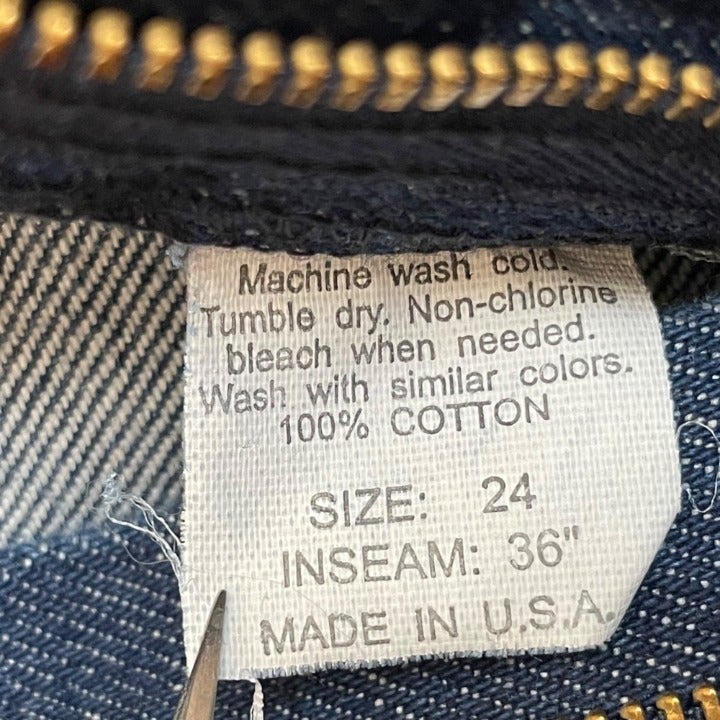 Machine wash cold.
Tumble dry. Non-chlorine
bleach when needed.
Wash with similar colors.
100% COTTON
SIZE: 24
INSEAM: 36"
MADE IN U.S.A.